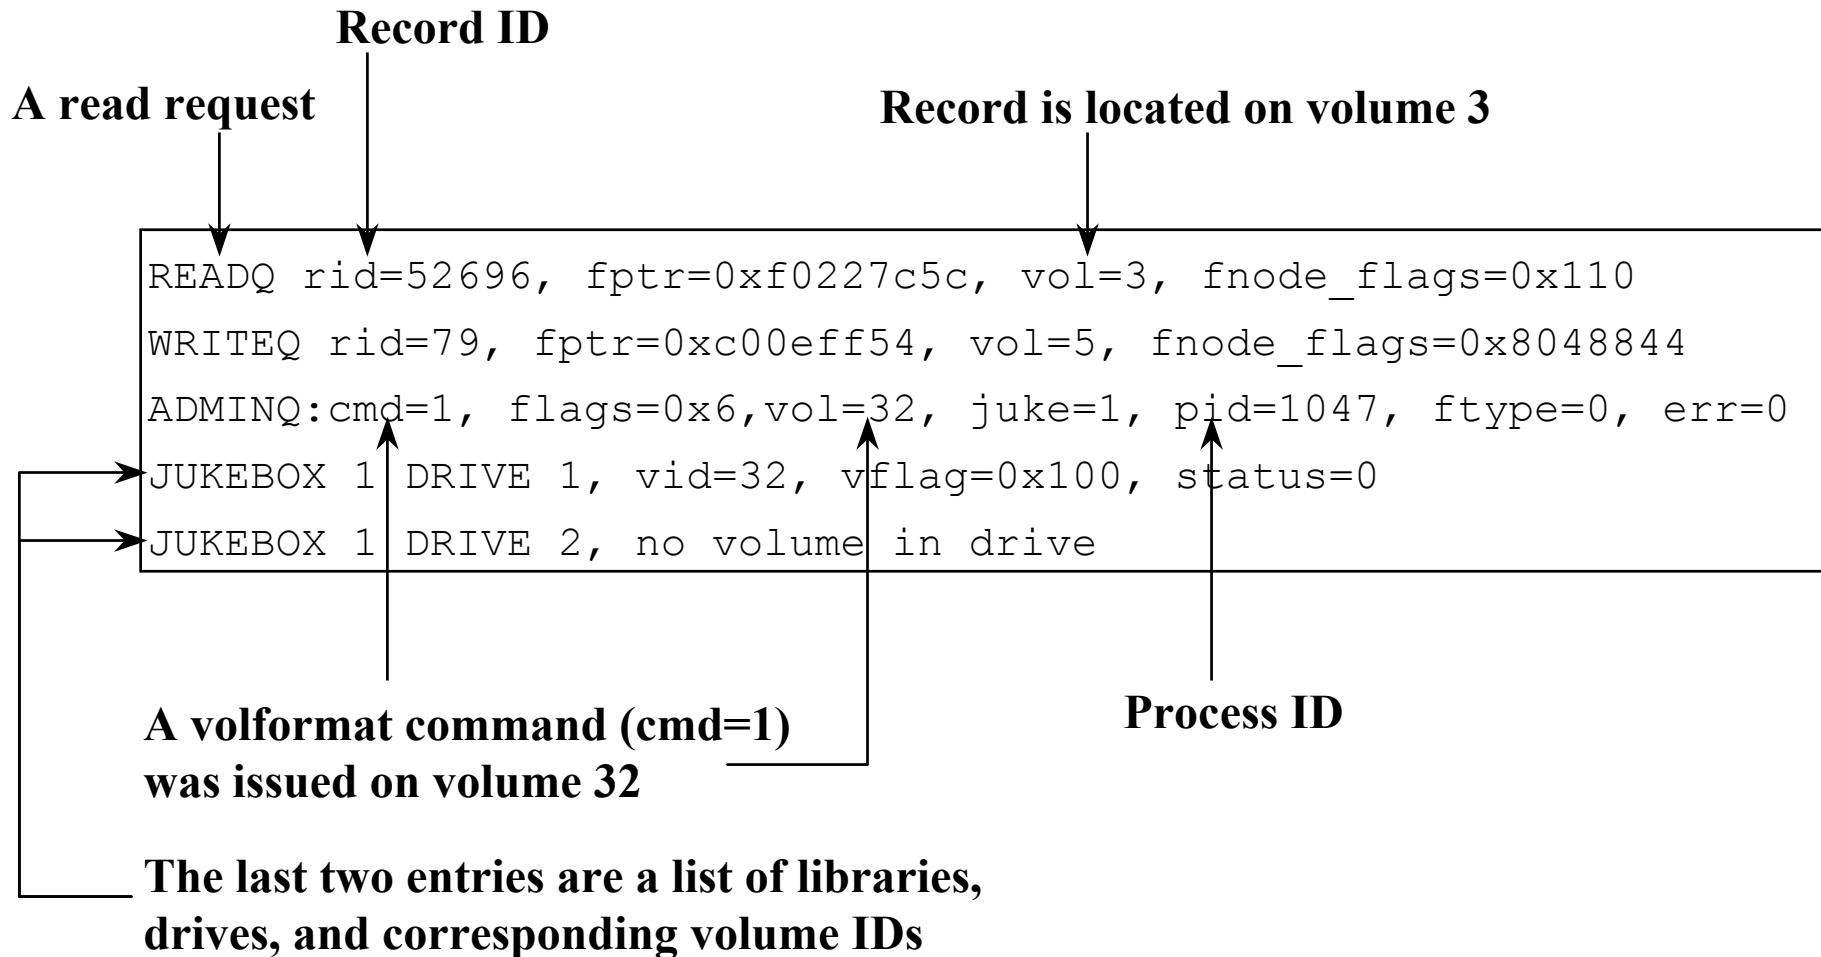 Record ID
A read request
Record is located on volume 3
READQ rid=52696, fptr=0xf0227c5c, vol=3, fnode_flags=0x110
WRITEQ rid=79, fptr=0xc00eff54, vol=5, fnode_flags=0x8048844
ADMINQ:cmd=1, flags=0x6,vol=32, juke=1, pid=1047, ftype=0, err=0
JUKEBOX 1 DRIVE 1, vid=32, vflag=0x100, status=0
JUKEBOX 1 DRIVE 2, no volume in drive
A volformat command (cmd=1)
was issued on volume 32
Process ID
The last two entries are a list of libraries,
drives, and corresponding volume IDs